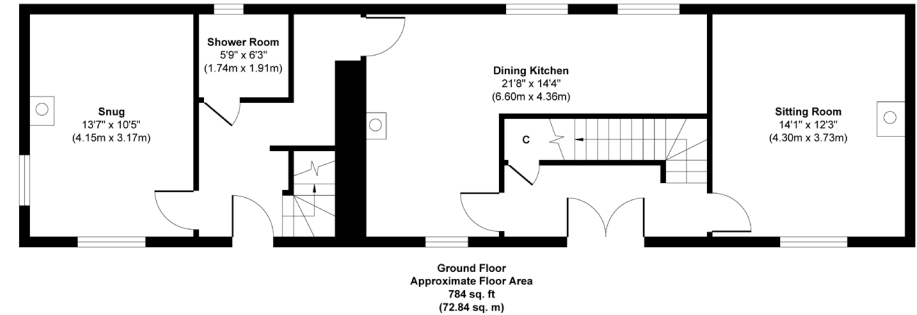 Shower Room
5'9" x 6'3"
(1.74m x 1.91m)
Snug
13'7" x 10'5"
(4.15m x 3.17m)
Dining Kitchen
21'8" x 14'4"
(6.60m x 4.36m)
C
Sitting Room
14'1" x 12'3"
(4.30m x 3.73m)
Ground Floor
Approximate Floor Area
784 sq. ft
(72.84 sq. m)